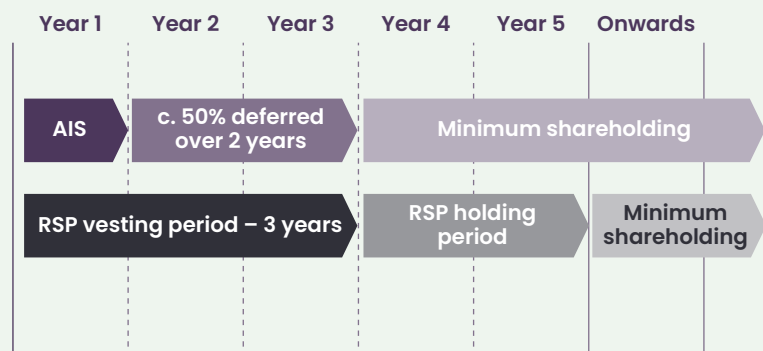 Year 1 Year 2 Year 3 Year 4 Year 5 Onwards
AIS
c. 50% deferred
over 2 years
Minimum shareholding
RSP vesting period – 3 years
RSP holding
period
Minimum
shareholding